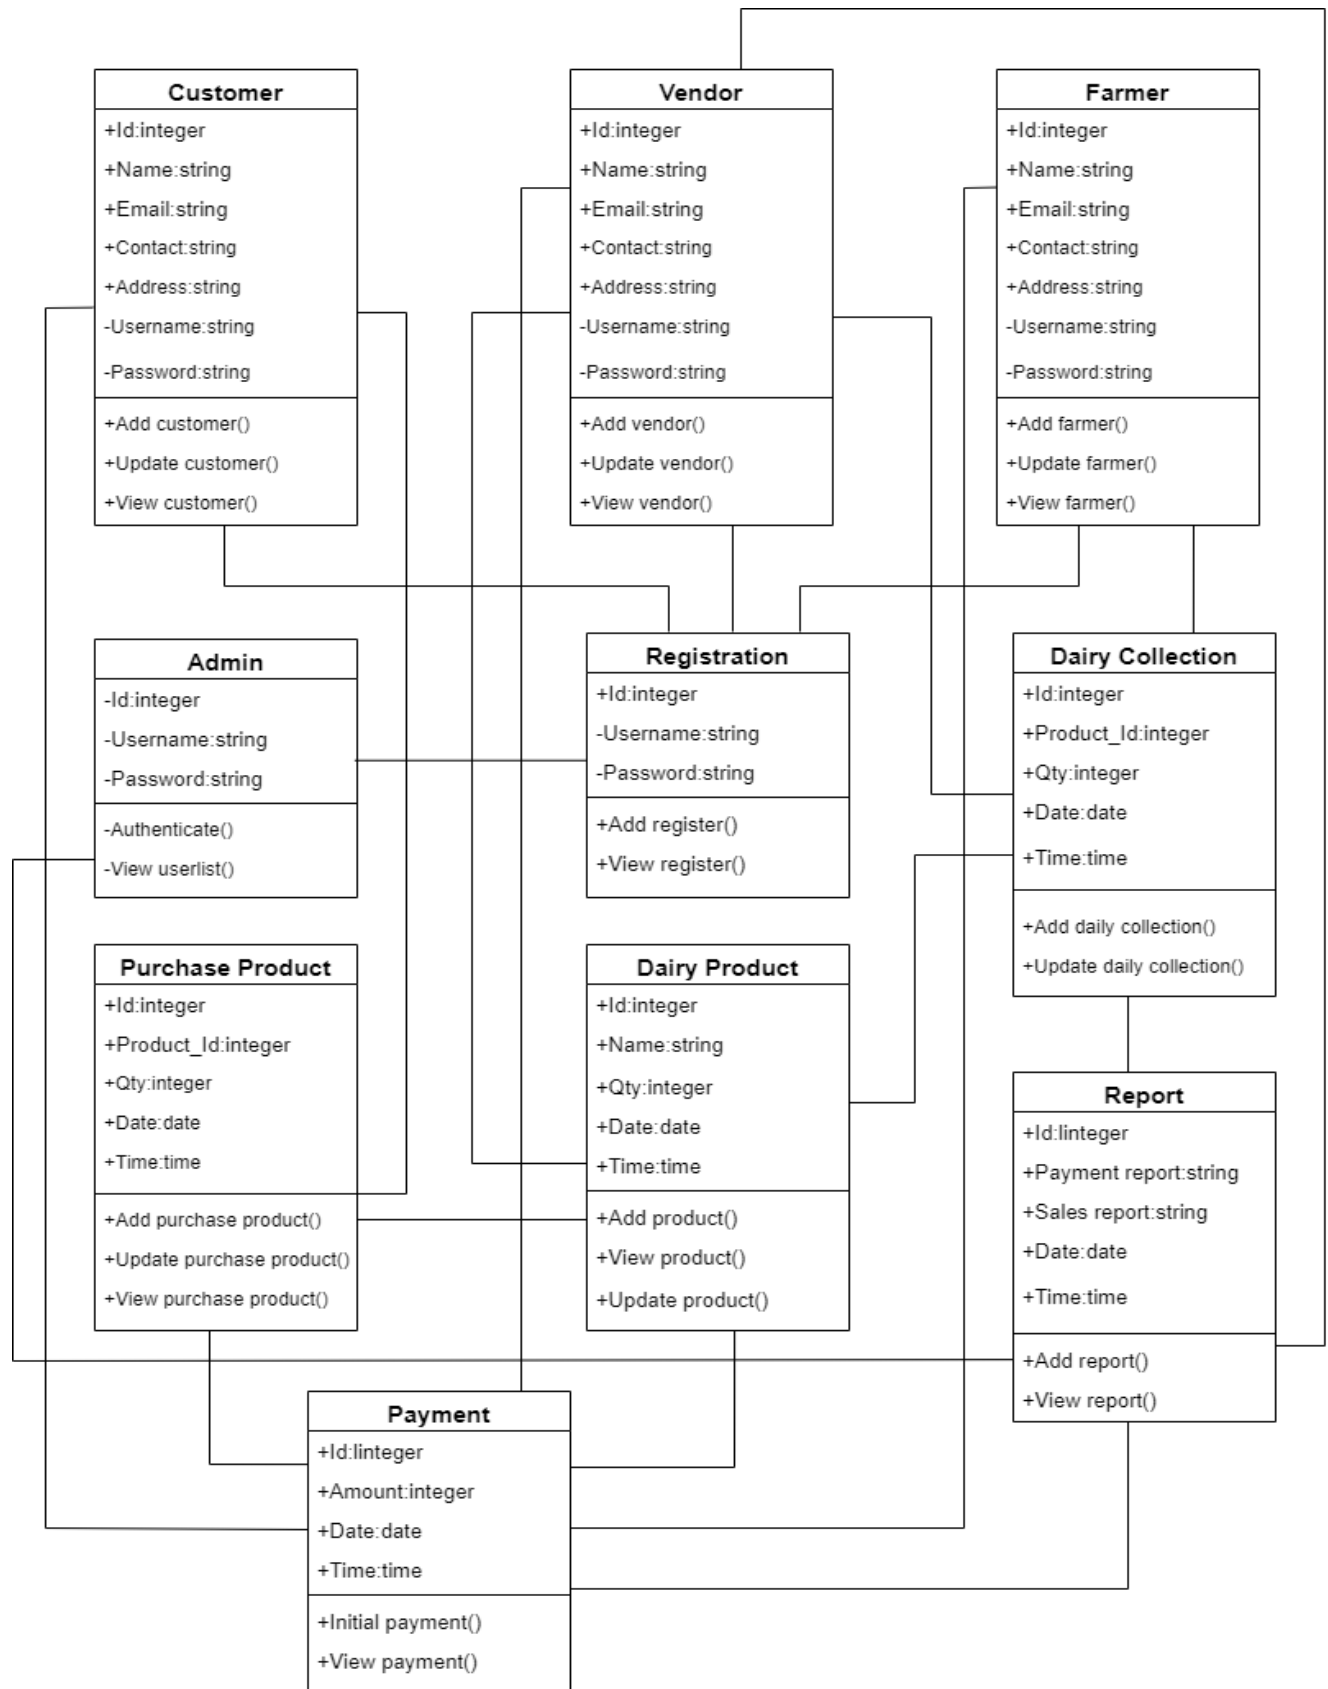 Customer
+Id:integer
+Name:string
+Email:string
+Contact:string
+Address:string
-Username:string
-Password:string
+Add customer()
+Update customer()
+View customer()
Vendor
+Id:integer
+Name:string
+Email:string
+Contact:string
+Address:string
-Username:string
-Password:string
+Add vendor()
+Update vendor()
+View vendor()
Farmer
+Id:integer
+Name:string
+Email:string
+Contact:string
+Address:string
-Username:string
-Password:string
+Add farmer()
+Update farmer()
+View farmer()
Admin
-Id:integer
-Username:string
-Password:string
-Authenticate()
-View userlist()
Registration
+Id:integer
-Username:string
-Password:string
+Add register()
+View register()
Dairy Collection
+Id:integer
+Product_Id:integer
+Qty:integer
+Date:date
+Time:time
+Add daily collection()
+Update daily collection()
Purchase Product
+Id:integer
+Product_Id:integer
+Qty:integer
+Date:date
+Time:time
+Add purchase product()
+Update purchase product()
+View purchase product()
Dairy Product
+Id:integer
+Name:string
+Qty:integer
+Date:date
+Time:time
+Add product()
+View product()
+Update product()
Report
+Id:linteger
+Payment report:string
+Sales report:string
+Date:date
+Time:time
+Add report()
+View report()
Payment
+Id:linteger
+Amount:integer
+Date:date
+Time:time
+Initial payment()
+View payment()